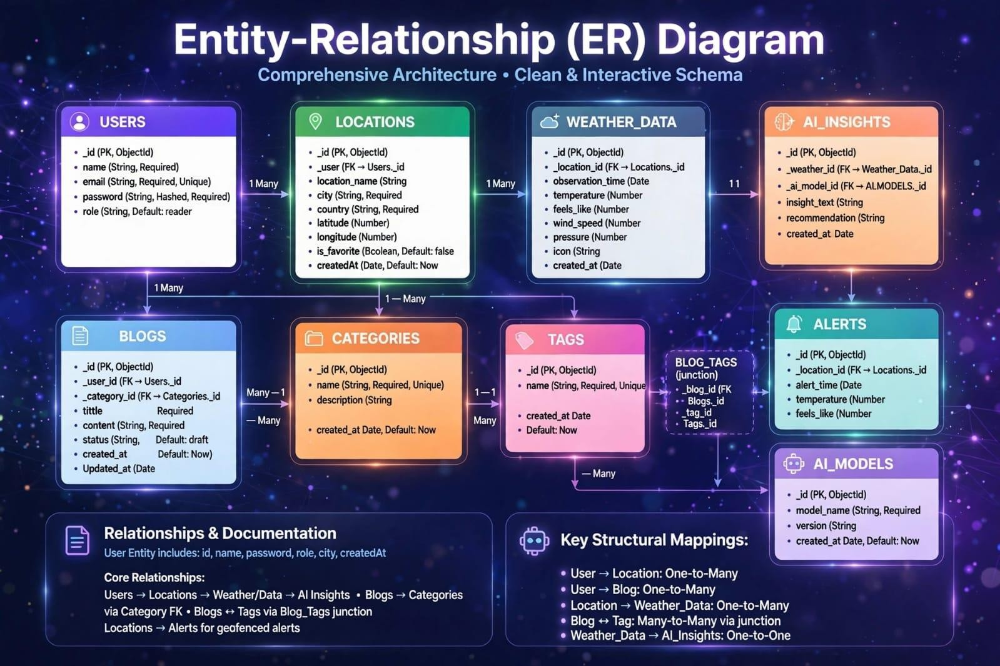 Entity-Relationship (ER) Diagram
Comprehensive Architecture • Clean & Interactive Schema
USERS
• _id (PK, ObjectId)
• name (String, Required)
• email (String, Required, Unique)
• password (String, Hashed, Required)
• role (String, Default: reader
1 Many
LOCATIONS
• _id (PK, ObjectId)
• _user (FK → Users._id
• location_name (String
• city (String, Required
• country (String, Required
• latitude (Number)
• longitude (Number)
• is_favorite (Bcolean, Default: false
• createdAt (Date, Default: Now
1 Many
WEATHER_DATA
• _id (PK, ObjectId)
• _location_id (FK → Locations._id
• observation_time (Date
• temperature (Number
• feels_like (Number
• wind_speed (Number
• pressure (Number
• icon (String
• created_at (Date
1 1
AI_INSIGHTS
• _id (PK, ObjectId)
• _weather_id (FK → Weather_Data._id
• _ai_model_id (FK → ALMODELS._id
• insight_text (String
• recommendation (String
• created_at Date
1 Many
1 — Many
BLOGS
• _id (PK, ObjectId)
• _user_id (FK → Users._id
• _category_id (FK → Categories._id
• tittle Required
• content (String, Required
• status (String, Default: draft
• created_at Default: Now)
• Updated_at (Date
Many — 1
— Many
CATEGORIES
• _id (PK, ObjectId)
• name (String, Required, Unique)
• description (String
• created_at Date, Default: Now
1 — 1
Many
TAGS
• _id (PK, ObjectId)
• name (String, Required, Unique
• created_at Date
• Default: Now
— Many
BLOG_TAGS
(junction)
• _blog_id (FK
• Blogs._id
• _tag_id
• Tags._id
ALERTS
• _id (PK, ObjectId)
• _location_id (FK → Locations._id
• alert_time (Date
• temperature (Number
• feels_like (Number
AI_MODELS
• _id (PK, ObjectId)
• model_name (String, Required
• version (String
• created_at Date, Default: Now
Relationships & Documentation
User Entity includes: id, name, password, role, city, createdAt
Core Relationships:
Users → Locations → Weather/Data → AI Insights • Blogs → Categories
via Category FK • Blogs ↔ Tags via Blog_Tags junction
Locations → Alerts for geofenced alerts
Key Structural Mappings:
• User → Location: One-to-Many
• User → Blog: One-to-Many
• Location → Weather_Data: One-to-Many
• Blog ↔ Tag: Many-to-Many via junction
• Weather_Data → AI_Insights: One-to-One